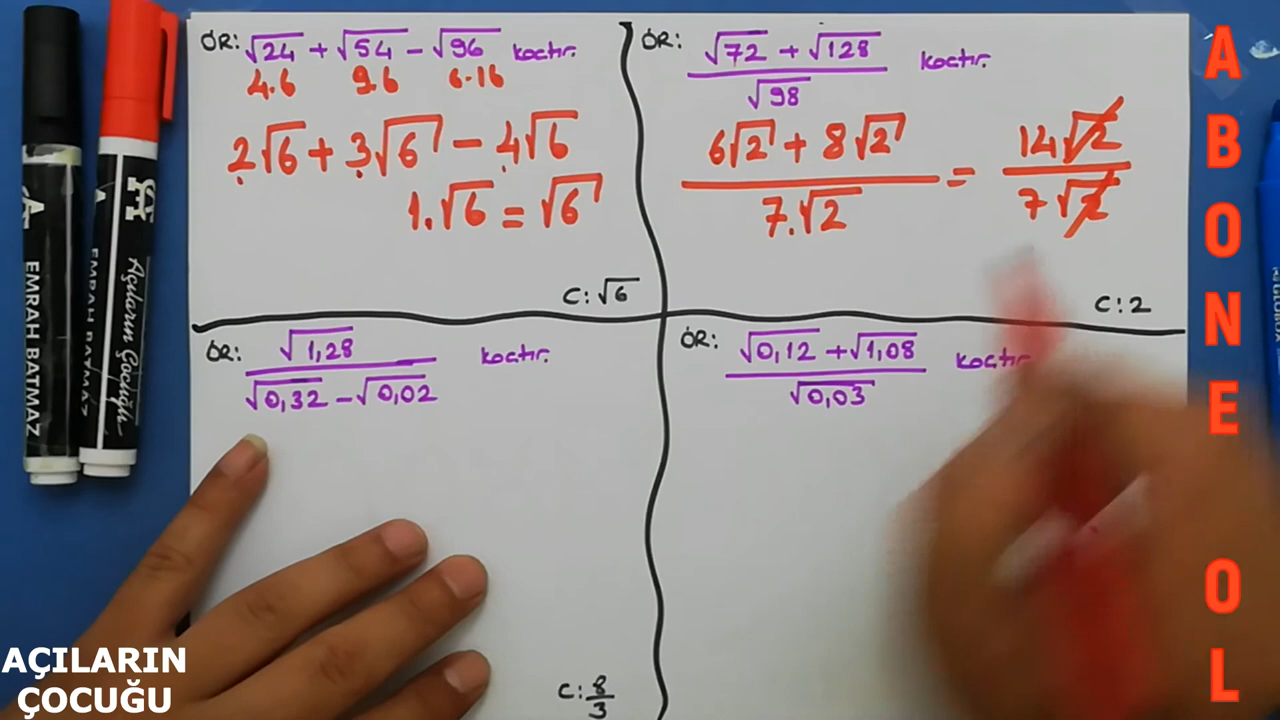 ÖR: √24 + √54 - √96 kaçtır.
4.6 9.6 6.16
2√6 + 3√6 - 4√6
1.√6 = √6
C: √6
ÖR: √72 + √128 kaçtır.
√98
6√2 + 8√2 = 14√2
7.√2 7√2
C: 2
ÖR: √1,28 kaçtır.
√0,32 - √0,02
C: 8/3
ÖR: √0,12 + √1,08 kaçtır.
√0,03
EMRAH BATMAZ
EMRAH BATMAZ
Açıların Çocuğu
AÇILARIN
ÇOCUĞU
ABONE OL